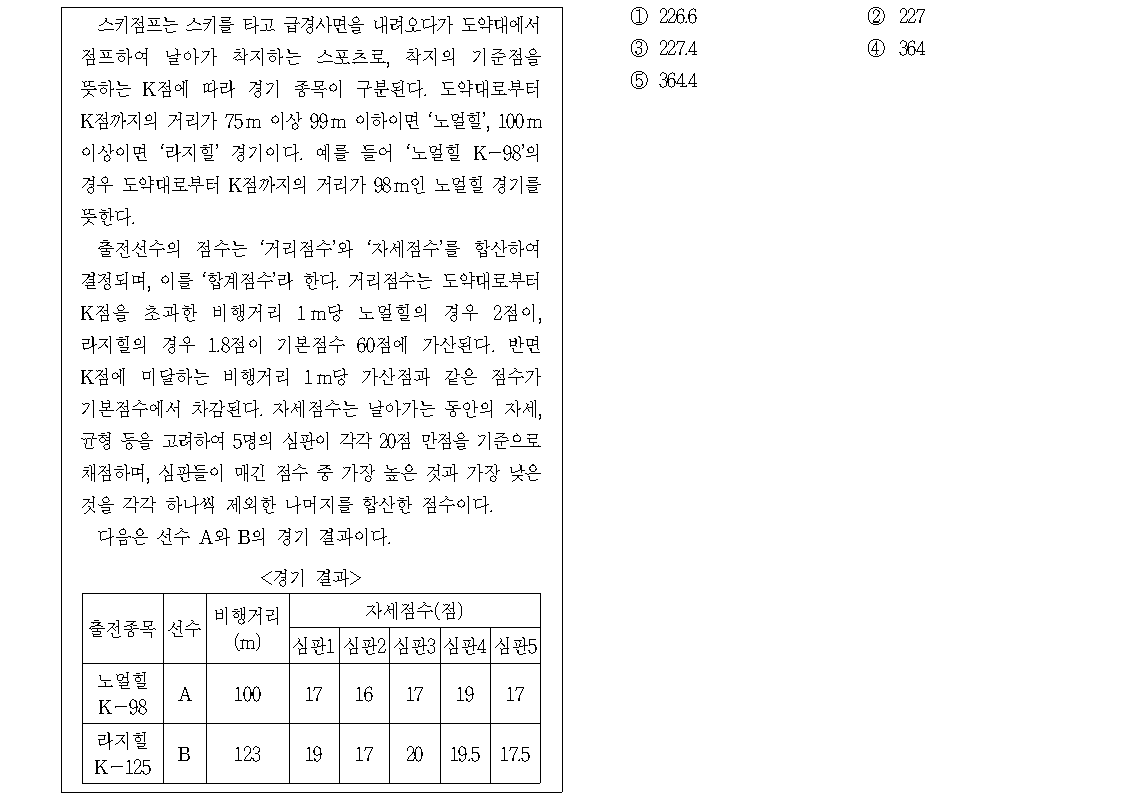 스키점프는 스키를 타고 급경사면을 내려오다가 도약대에서
점프하여 날아가 착지하는 스포츠로, 착지의 기준점을
뜻하는 K점에 따라 경기 종목이 구분된다. 도약대로부터
K점까지의 거리가 75m 이상 99m 이하이면 ‘노멀힐’, 100m
이상이면 ‘라지힐’ 경기이다. 예를 들어 ‘노멀힐 K-98’의
경우 도약대로부터 K점까지의 거리가 98m인 노멀힐 경기를
뜻한다.
출전선수의 점수는 ‘거리점수’와 ‘자세점수’를 합산하여
결정되며, 이를 ‘합계점수’라 한다. 거리점수는 도약대로부터
K점을 초과한 비행거리 1m당 노멀힐의 경우 2점이,
라지힐의 경우 1.8점이 기본점수 60점에 가산된다. 반면
K점에 미달하는 비행거리 1m당 가산점과 같은 점수가
기본점수에서 차감된다. 자세점수는 날아가는 동안의 자세,
균형 등을 고려하여 5명의 심판이 각각 20점 만점을 기준으로
채점하며, 심판들이 매긴 점수 중 가장 높은 것과 가장 낮은
것을 각각 하나씩 제외한 나머지를 합산한 점수이다.
다음은 선수 A와 B의 경기 결과이다.
<경기 결과>
출전종목 선수 비행거리(m) 자세점수(점)
심판1 심판2 심판3 심판4 심판5
노멀힐 K-98 A 100 17 16 17 19 17
라지힐 K-125 B 123 19 17 20 19.5 17.5
① 226.6 ② 227
③ 227.4 ④ 364
⑤ 364.4